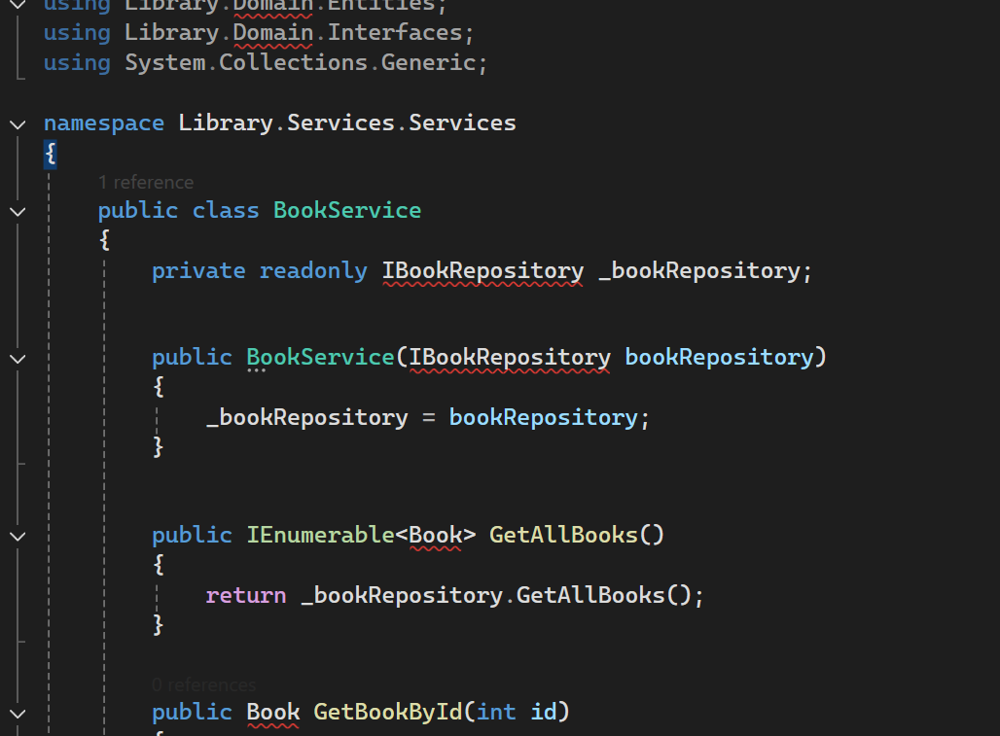 using Library.Domain.Entities;
using Library.Domain.Interfaces;
using System.Collections.Generic;
namespace Library.Services.Services
{
1 reference
public class BookService
{
private readonly IBookRepository _bookRepository;
public BookService(IBookRepository bookRepository)
{
_bookRepository = bookRepository;
}
public IEnumerable<Book> GetAllBooks()
{
return _bookRepository.GetAllBooks();
}
0 references
public Book GetBookById(int id)
{